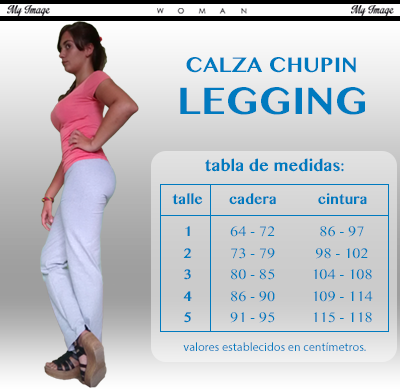 My Image WOMAN My Image
CALZA CHUPIN
LEGGING
tabla de medidas:
talle cadera cintura
1 64 - 72 86 - 97
2 73 - 79 98 - 102
3 80 - 85 104 - 108
4 86 - 90 109 - 114
5 91 - 95 115 - 118
valores establecidos en centímetros.